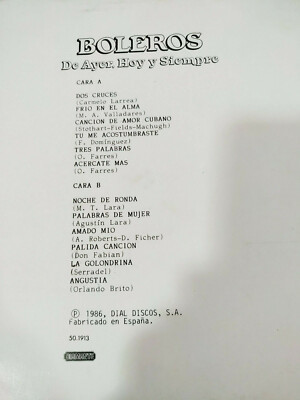 BOLEROS
De Ayer, Hoy y Siempre
CARA A
DOS CRUCES
(Carmelo Larrea)
FRIO EN EL ALMA
(M. A. Valladares)
CANCION DE AMOR CUBANO
(Stothart-Fields-Machugh)
TU ME ACOSTUMBRASTE
(F. Domínguez)
TRES PALABRAS
(O. Farres)
ACERCATE MAS
(O. Farres)
CARA B
NOCHE DE RONDA
(M. T. Lara)
PALABRAS DE MUJER
(Agustín Lara)
AMADO MIO
(A. Roberts-D. Ficher)
PALIDA CANCION
(Don Fabian)
LA GOLONDRINA
(Serradel)
ANGUSTIA
(Orlando Brito)
℗ 1986, DIAL DISCOS, S.A.
Fabricado en España.
50.1913